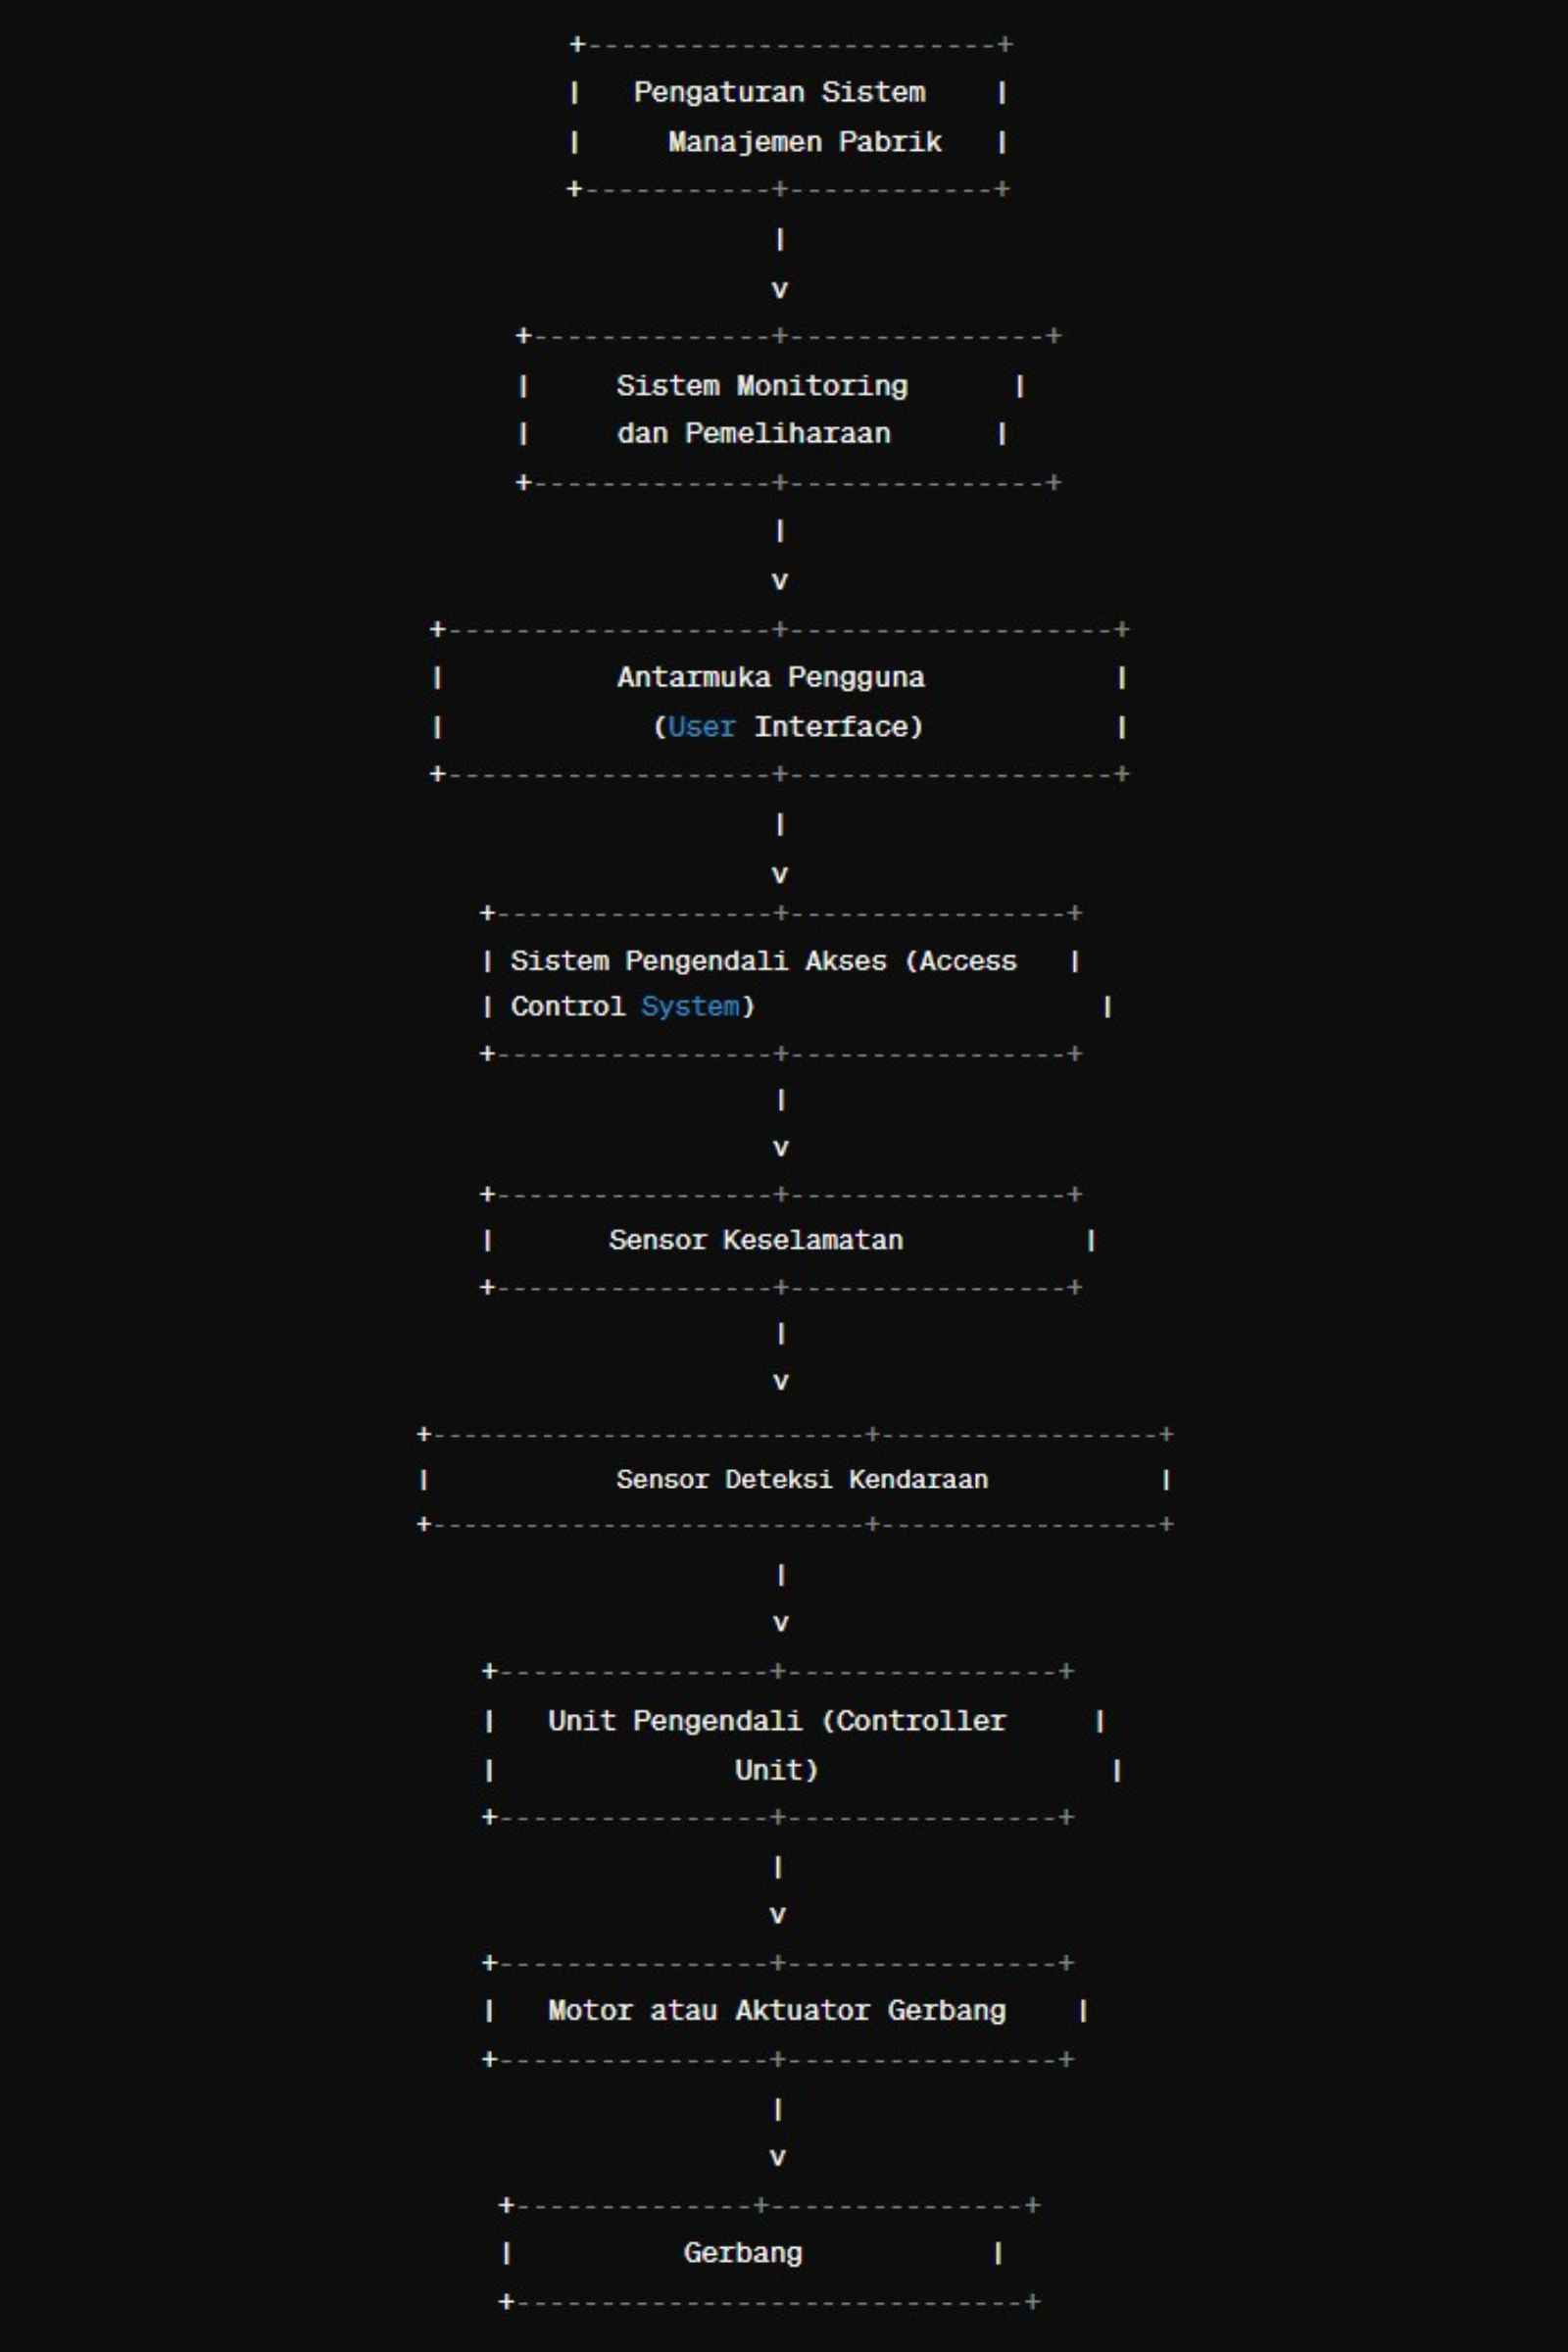 +------------------------+
|   Pengaturan Sistem    |
|     Manajemen Pabrik   |
+-----------+------------+
|
v
+--------------+---------------+
|     Sistem Monitoring      |
|     dan Pemeliharaan      |
+--------------+---------------+
|
v
+-------------------+-------------------+
|          Antarmuka Pengguna           |
|            (User Interface)           |
+-------------------+-------------------+
|
v
+-----------------+-----------------+
| Sistem Pengendali Akses (Access   |
| Control System)                     |
+-----------------+-----------------+
|
v
+-----------------+-----------------+
|       Sensor Keselamatan           |
+-----------------+-----------------+
|
v
+----------------------------+------------------+
|            Sensor Deteksi Kendaraan           |
+----------------------------+------------------+
|
v
+----------------+----------------+
|   Unit Pengendali (Controller     |
|              Unit)                 |
+----------------+----------------+
|
v
+----------------+----------------+
|   Motor atau Aktuator Gerbang    |
+----------------+----------------+
|
v
+--------------+---------------+
|          Gerbang           |
+------------------------------+